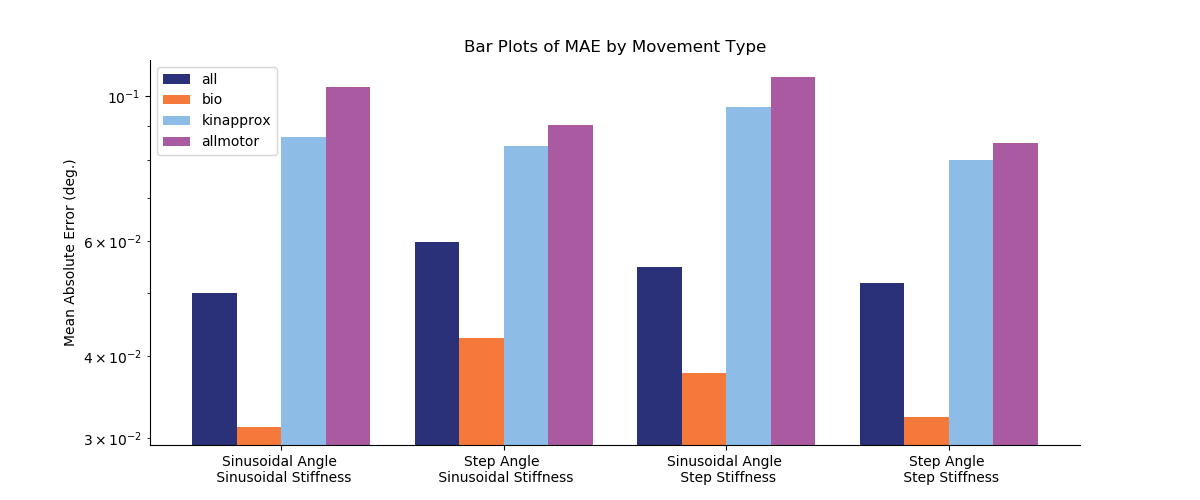 Bar Plots of MAE by Movement Type
all
bio
kinapprox
allmotor
Mean Absolute Error (deg.)
10⁻¹
6 × 10⁻²
4 × 10⁻²
3 × 10⁻²
Sinusoidal Angle
Sinusoidal Stiffness
Step Angle
Sinusoidal Stiffness
Sinusoidal Angle
Step Stiffness
Step Angle
Step Stiffness